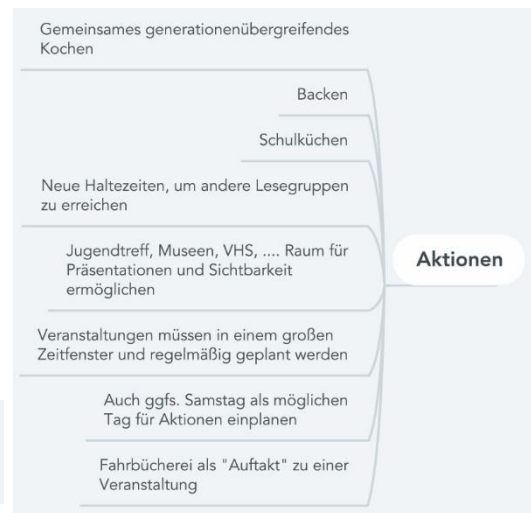 Gemeinsames generationenübergreifendes
Kochen
Backen
Schulküchen
Neue Haltezeiten, um andere Lesegruppen
zu erreichen
Jugendtreff, Museen, VHS, .... Raum für
Präsentationen und Sichtbarkeit
ermöglichen
Veranstaltungen müssen in einem großen
Zeitfenster und regelmäßig geplant werden
Auch ggfs. Samstag als möglichen
Tag für Aktionen einplanen
Fahrbücherei als "Auftakt" zu einer
Veranstaltung
Aktionen